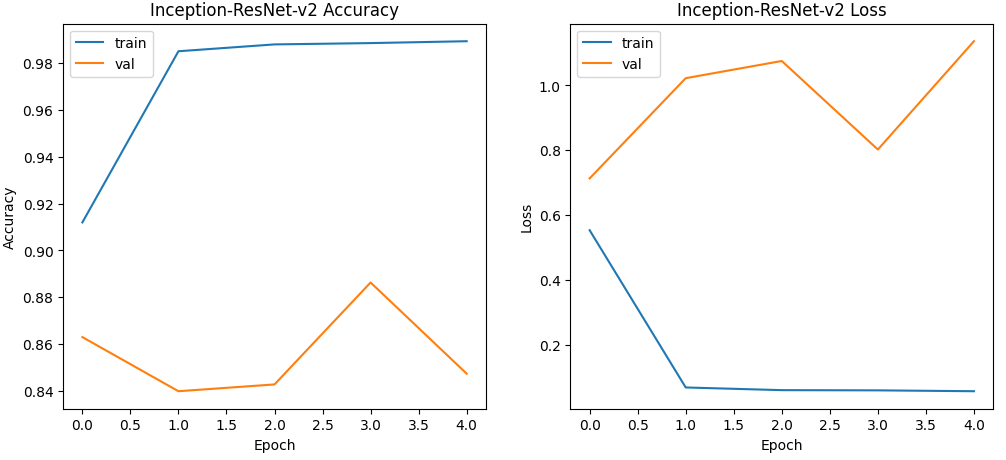 Inception-ResNet-v2 Accuracy
train
val
0.98
0.96
0.94
0.92
0.90
0.88
0.86
0.84
Accuracy
0.0 0.5 1.0 1.5 2.0 2.5 3.0 3.5 4.0
Epoch
Inception-ResNet-v2 Loss
train
val
1.0
0.8
0.6
0.4
0.2
Loss
0.0 0.5 1.0 1.5 2.0 2.5 3.0 3.5 4.0
Epoch